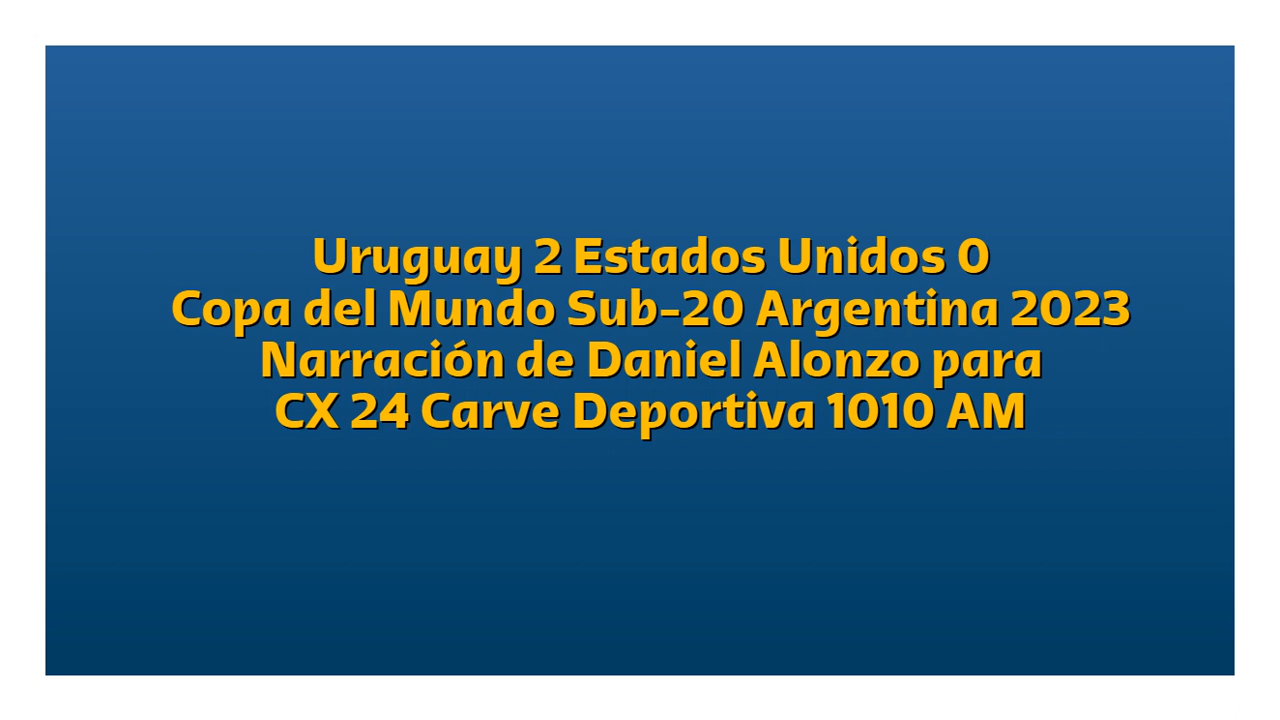 Uruguay 2 Estados Unidos 0
Copa del Mundo Sub-20 Argentina 2023
Narración de Daniel Alonzo para
CX 24 Carve Deportiva 1010 AM